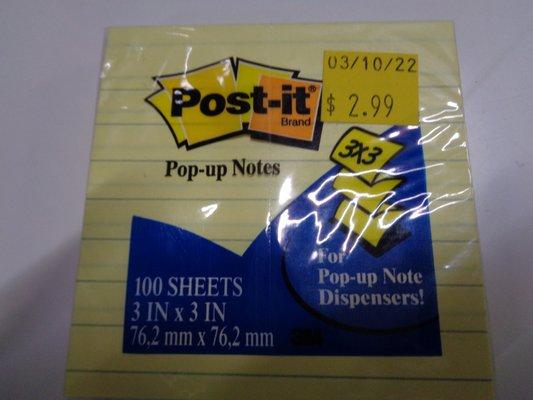 03/10/22
$ 2.99
Post-it®
Brand
Pop-up Notes
3X3
For
Pop-up Note
Dispensers!
100 SHEETS
3 IN x 3 IN
76,2 mm x 76,2 mm
3M